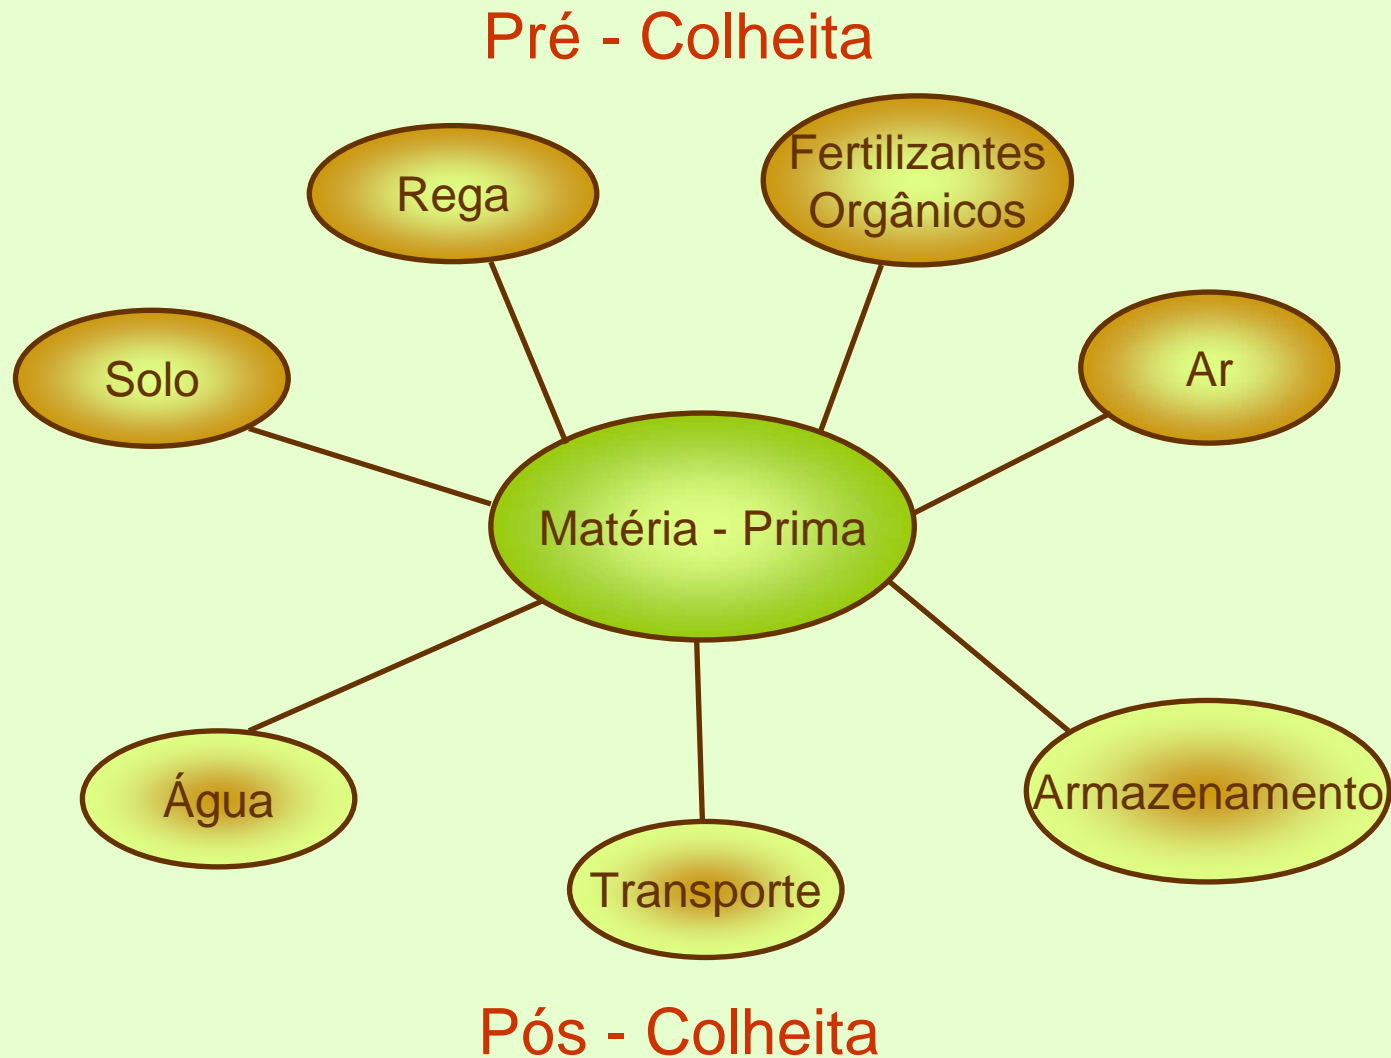 Pré - Colheita
Rega
Fertilizantes
Orgânicos
Solo
Ar
Matéria - Prima
Água
Transporte
Armazenamento
Pós - Colheita